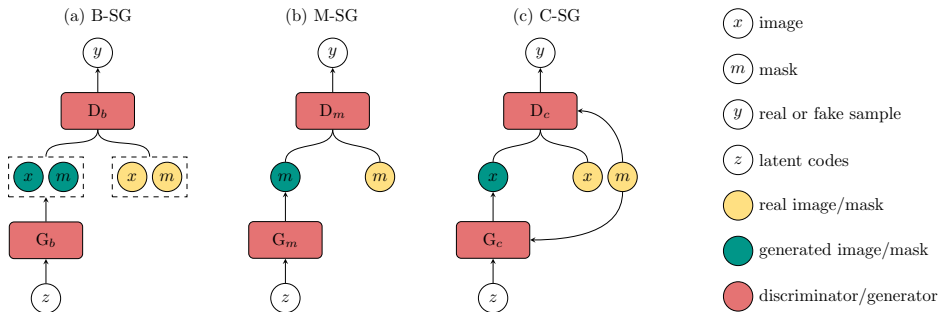 (a) B-SG (b) M-SG (c) C-SG
y y y x image
D_b D_m D_c m mask
y real or fake sample
x m x m m m x x m z latent codes
real image/mask
G_b G_m G_c generated image/mask
z z z discriminator/generator